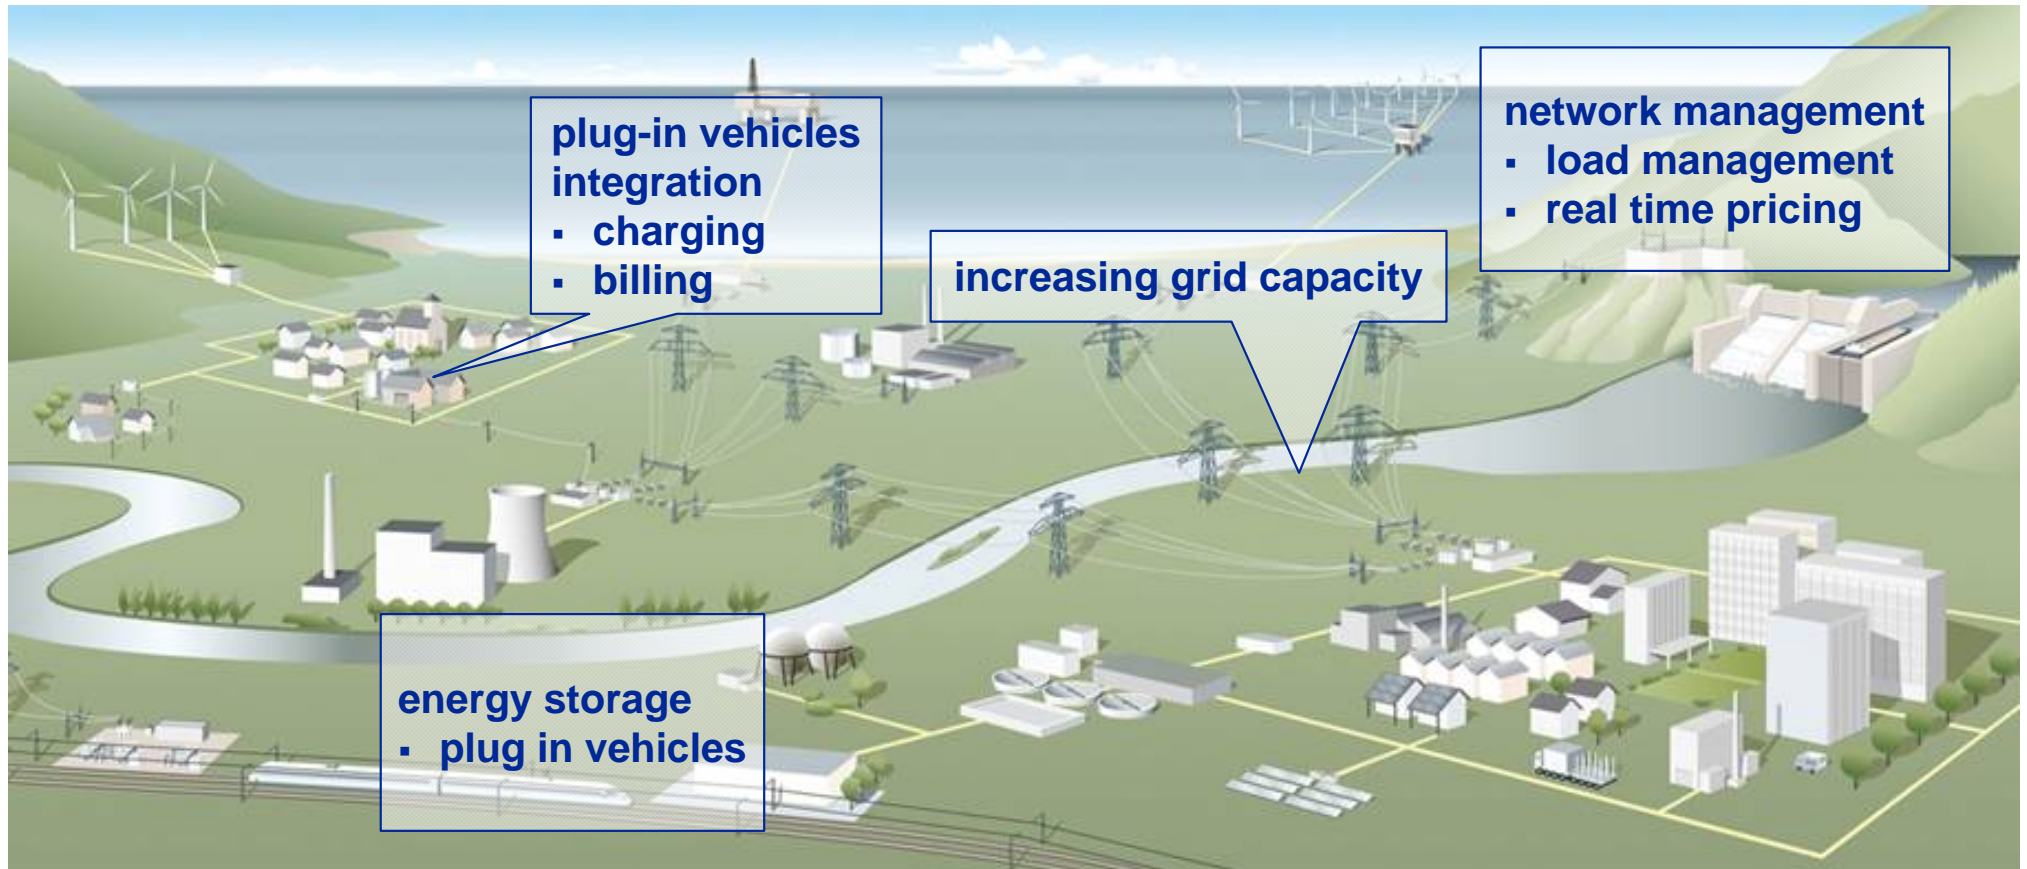 plug-in vehicles
integration
▪ charging
▪ billing
increasing grid capacity
network management
▪ load management
▪ real time pricing
energy storage
▪ plug in vehicles